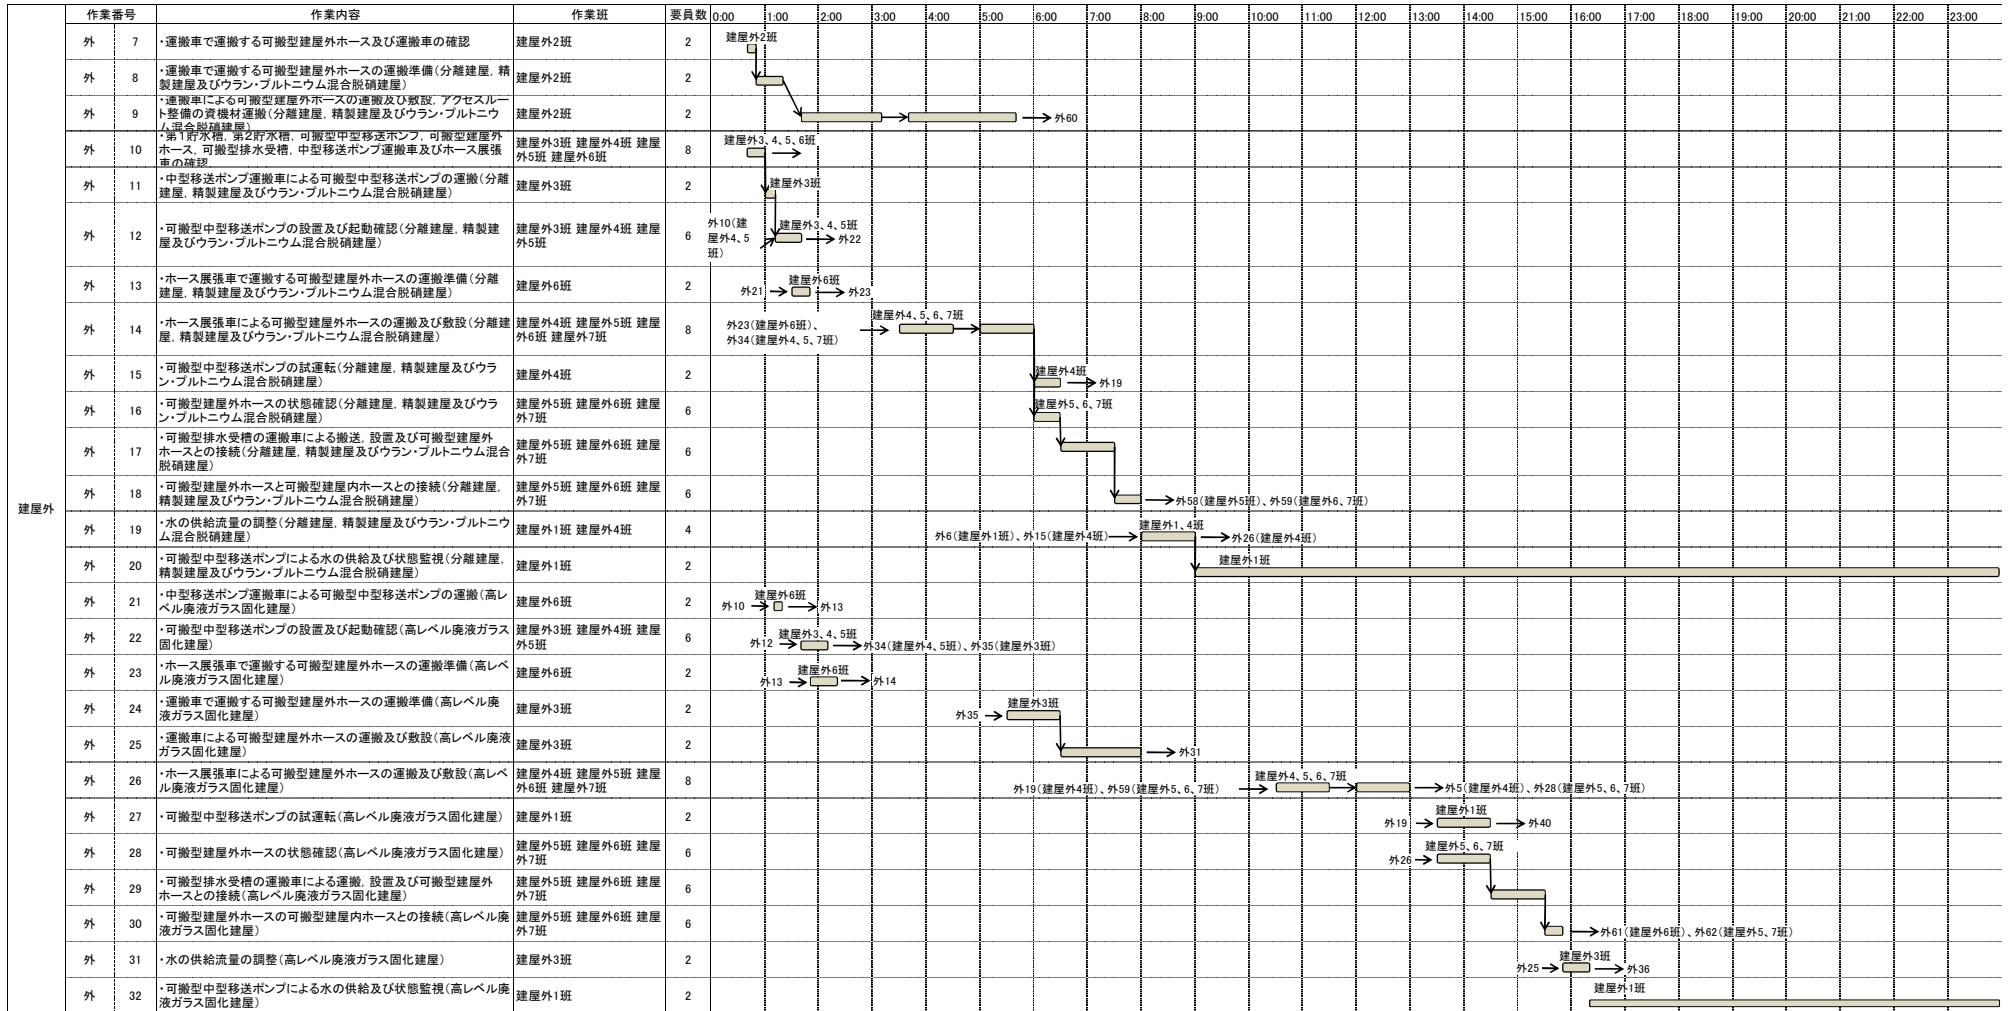 作業番号 作業内容 作業班 要員数 0:00 1:00 2:00 3:00 4:00 5:00 6:00 7:00 8:00 9:00 10:00 11:00 12:00 13:00 14:00 15:00 16:00 17:00 18:00 19:00 20:00 21:00 22:00 23:00
建屋外
外 7 ・運搬車で運搬する可搬型建屋外ホース及び運搬車の確認 建屋外2班 2
建屋外2班
外 8 ・運搬車で運搬する可搬型建屋外ホースの運搬準備(分離建屋, 精
製建屋及びウラン・プルトニウム混合脱硝建屋) 建屋外2班 2
外 9 ・運搬車による可搬型建屋外ホースの運搬及び敷設, アクセスルー
ト整備の資機材運搬(分離建屋, 精製建屋及びウラン・プルトニウ
ム混合脱硝建屋) 建屋外2班 2
外60
外 10 ・第1貯水槽, 第2貯水槽, 可搬型中型移送ポンプ, 可搬型建屋外
ホース, 可搬型排水受槽, 中型移送ポンプ運搬車及びホース展張
車の確認 建屋外3班 建屋外4班 建屋
外5班 建屋外6班 8
建屋外3、4、5、6班
外 11 ・中型移送ポンプ運搬車による可搬型中型移送ポンプの運搬(分離
建屋, 精製建屋及びウラン・プルトニウム混合脱硝建屋) 建屋外3班 2
建屋外3班
外 12 ・可搬型中型移送ポンプの設置及び起動確認(分離建屋, 精製建
屋及びウラン・プルトニウム混合脱硝建屋) 建屋外3班 建屋外4班 建屋
外5班 6
外10(建
屋外4、5
班)
建屋外3、4、5班
外22
外 13 ・ホース展張車で運搬する可搬型建屋外ホースの運搬準備(分離
建屋, 精製建屋及びウラン・プルトニウム混合脱硝建屋) 建屋外6班 2
建屋外6班
外21 外23
外 14 ・ホース展張車による可搬型建屋外ホースの運搬及び敷設(分離建
屋, 精製建屋及びウラン・プルトニウム混合脱硝建屋) 建屋外4班 建屋外5班 建屋
外6班 建屋外7班 8
外23(建屋外6班)、
外34(建屋外4、5、7班)
建屋外4、5、6、7班
外 15 ・可搬型中型移送ポンプの試運転(分離建屋, 精製建屋及びウラ
ン・プルトニウム混合脱硝建屋) 建屋外4班 2
建屋外4班
外19
外 16 ・可搬型建屋外ホースの状態確認(分離建屋, 精製建屋及びウラ
ン・プルトニウム混合脱硝建屋) 建屋外5班 建屋外6班 建屋
外7班 6
建屋外5、6、7班
外 17 ・可搬型排水受槽の運搬車による搬送, 設置及び可搬型建屋外
ホースとの接続(分離建屋, 精製建屋及びウラン・プルトニウム混合
脱硝建屋) 建屋外5班 建屋外6班 建屋
外7班 6
外 18 ・可搬型建屋外ホースと可搬型建屋内ホースとの接続(分離建屋,
精製建屋及びウラン・プルトニウム混合脱硝建屋) 建屋外5班 建屋外6班 建屋
外7班 6
外58(建屋外5班)、外59(建屋外6、7班)
外 19 ・水の供給流量の調整(分離建屋, 精製建屋及びウラン・プルトニウ
ム混合脱硝建屋) 建屋外1班 建屋外4班 4
建屋外1、4班
外6(建屋外1班)、外15(建屋外4班) 外26(建屋外4班)
外 20 ・可搬型中型移送ポンプによる水の供給及び状態監視(分離建屋,
精製建屋及びウラン・プルトニウム混合脱硝建屋) 建屋外1班 2
建屋外1班
外 21 ・中型移送ポンプ運搬車による可搬型中型移送ポンプの運搬(高レ
ベル廃液ガラス固化建屋) 建屋外6班 2
建屋外6班
外10 外13
外 22 ・可搬型中型移送ポンプの設置及び起動確認(高レベル廃液ガラス
固化建屋) 建屋外3班 建屋外4班 建屋
外5班 6
建屋外3、4、5班
外12 外34(建屋外4、5班)、外35(建屋外3班)
外 23 ・ホース展張車で運搬する可搬型建屋外ホースの運搬準備(高レベ
ル廃液ガラス固化建屋) 建屋外6班 2
建屋外6班
外13 外14
外 24 ・運搬車で運搬する可搬型建屋外ホースの運搬準備(高レベル廃
液ガラス固化建屋) 建屋外3班 2
建屋外3班
外35
外 25 ・運搬車による可搬型建屋外ホースの運搬及び敷設(高レベル廃液
ガラス固化建屋) 建屋外3班 2
外31
外 26 ・ホース展張車による可搬型建屋外ホースの運搬及び敷設(高レベ
ル廃液ガラス固化建屋) 建屋外4班 建屋外5班 建屋
外6班 建屋外7班 8
建屋外4、5、6、7班
外19(建屋外4班)、外59(建屋外5、6、7班) 外5(建屋外4班)、外28(建屋外5、6、7班)
外 27 ・可搬型中型移送ポンプの試運転(高レベル廃液ガラス固化建屋) 建屋外1班 2
建屋外1班
外19 外40
外 28 ・可搬型建屋外ホースの状態確認(高レベル廃液ガラス固化建屋) 建屋外5班 建屋外6班 建屋
外7班 6
建屋外5、6、7班
外26
外 29 ・可搬型排水受槽の運搬車による運搬, 設置及び可搬型建屋外
ホースとの接続(高レベル廃液ガラス固化建屋) 建屋外5班 建屋外6班 建屋
外7班 6
外 30 ・可搬型建屋外ホースの可搬型建屋内ホースとの接続(高レベル廃
液ガラス固化建屋) 建屋外5班 建屋外6班 建屋
外7班 6
外61(建屋外6班)、外62(建屋外5、7班)
外 31 ・水の供給流量の調整(高レベル廃液ガラス固化建屋) 建屋外3班 2
建屋外3班
外25 外36
外 32 ・可搬型中型移送ポンプによる水の供給及び状態監視(高レベル廃
液ガラス固化建屋) 建屋外1班 2
建屋外1班